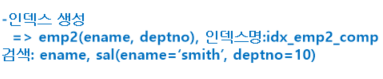 -인덱스 생성
=> emp2(ename, deptno), 인덱스명:idx_emp2_comp
검색: ename, sal(ename=‘smith’, deptno=10)